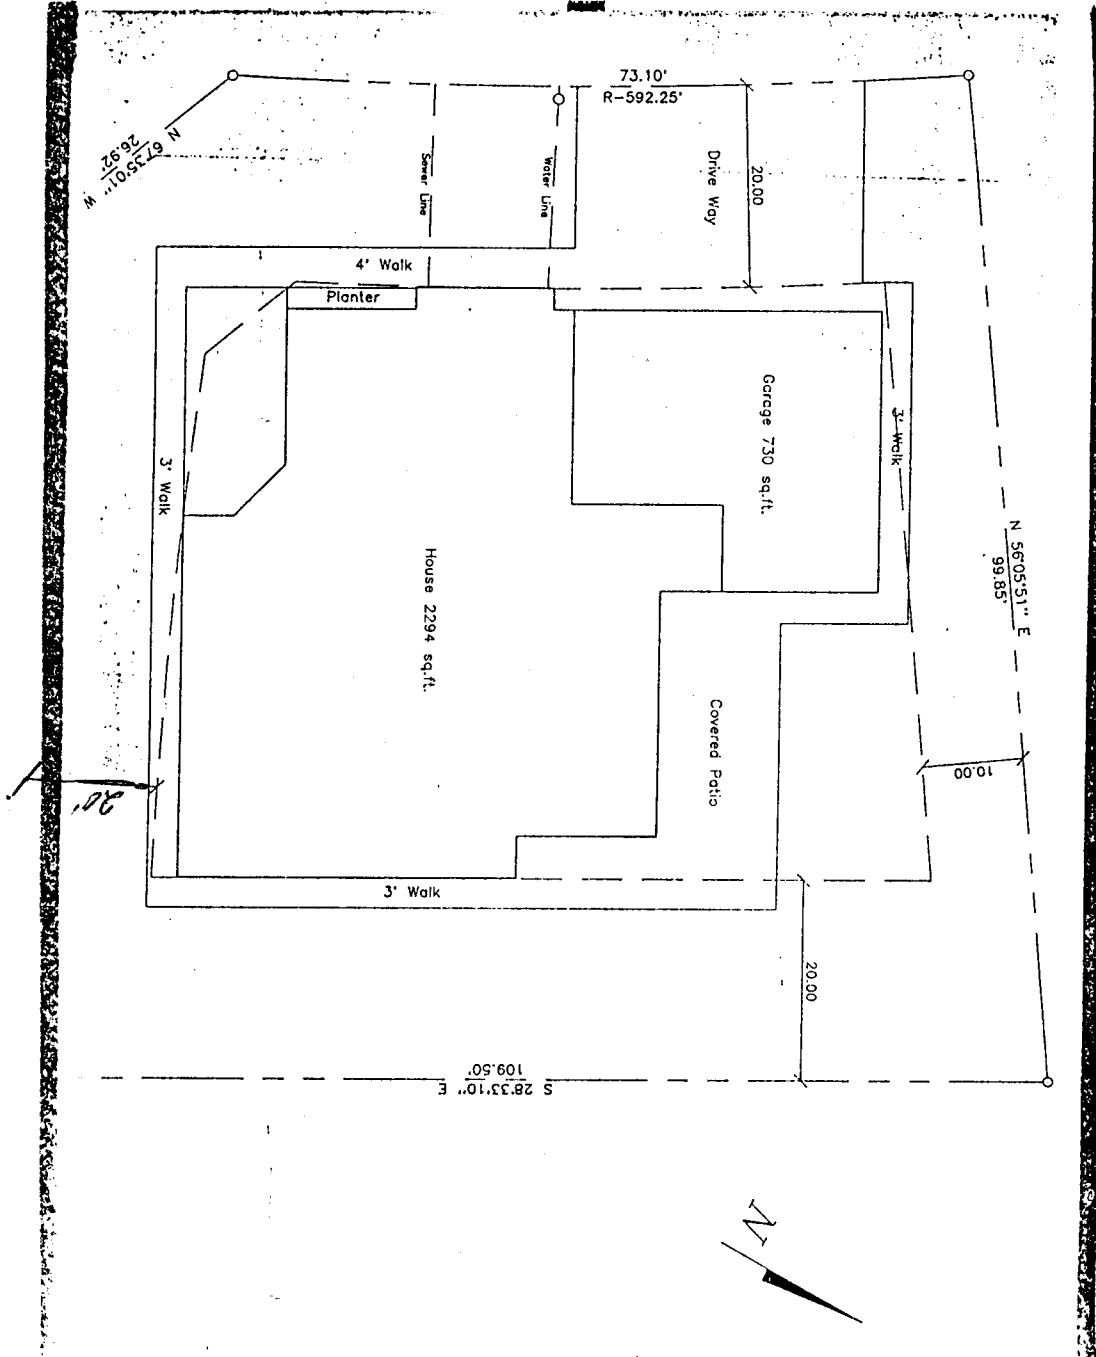 73.10'
R-592.25'
N 67°35'01" W
26.92'
Sewer Line
Water Line
Drive Way
20.00
4' Walk
Planter
Garage 730 sq.ft.
3' Walk
3' Walk
N 56°05'51" E
99.85'
House 2294 sq.ft.
Covered Patio
10.00
20'
3' Walk
20.00
S 28°33'10" E
109.50'
N